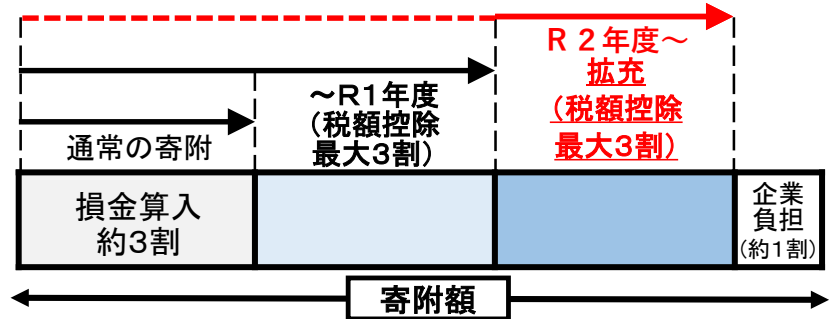 R2年度~
拡充
(税額控除
最大3割)
~R1年度
(税額控除
最大3割)
通常の寄附
損金算入
約3割
企業
負担
(約1割)
寄附額